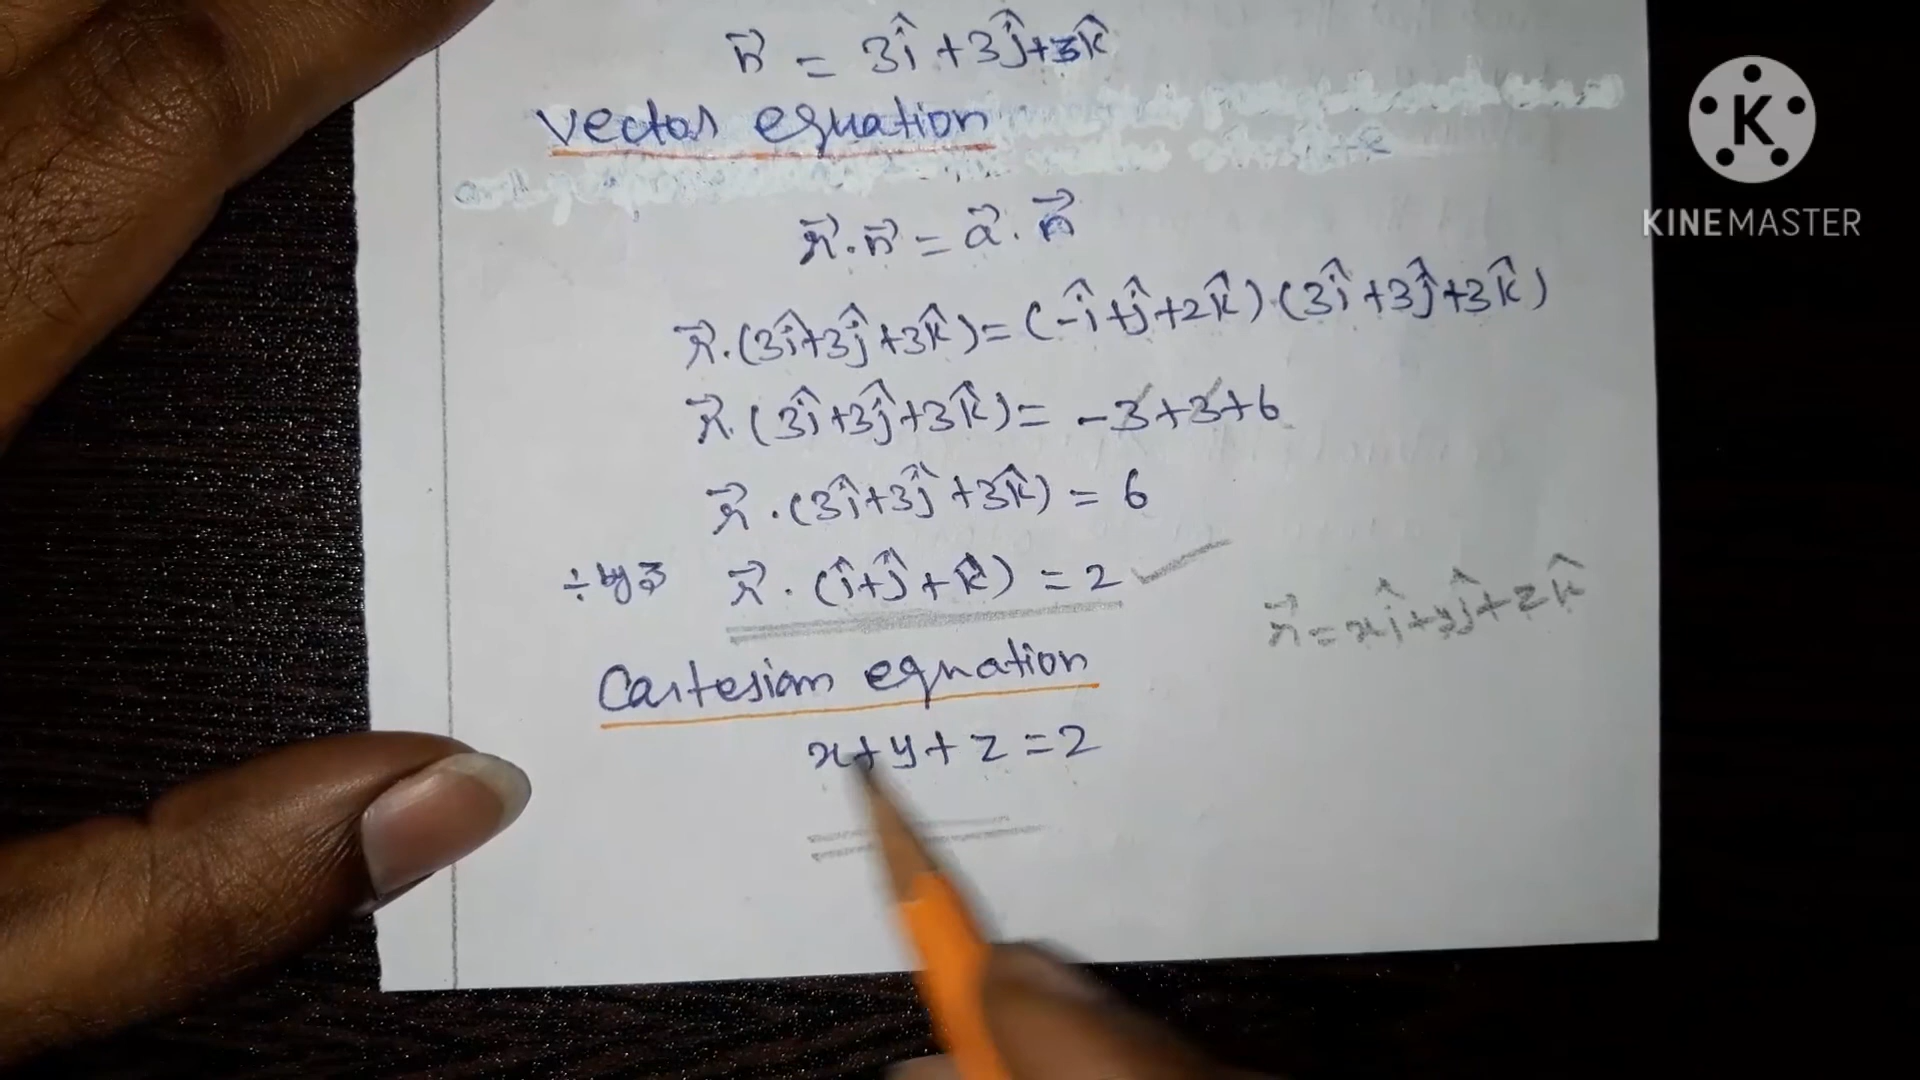 n⃗ = 3î + 3ĵ + 3k̂
Vector equation
r⃗ . n⃗ = a⃗ . n⃗
r⃗ . (3î + 3ĵ + 3k̂) = (-î + ĵ + 2k̂) . (3î + 3ĵ + 3k̂)
r⃗ . (3î + 3ĵ + 3k̂) = -3 + 3 + 6
r⃗ . (3î + 3ĵ + 3k̂) = 6
÷ by 3 r⃗ . (î + ĵ + k̂) = 2 ✓
r⃗ = xî + yĵ + zk̂
Cartesian equation
x + y + z = 2
K
KINEMASTER